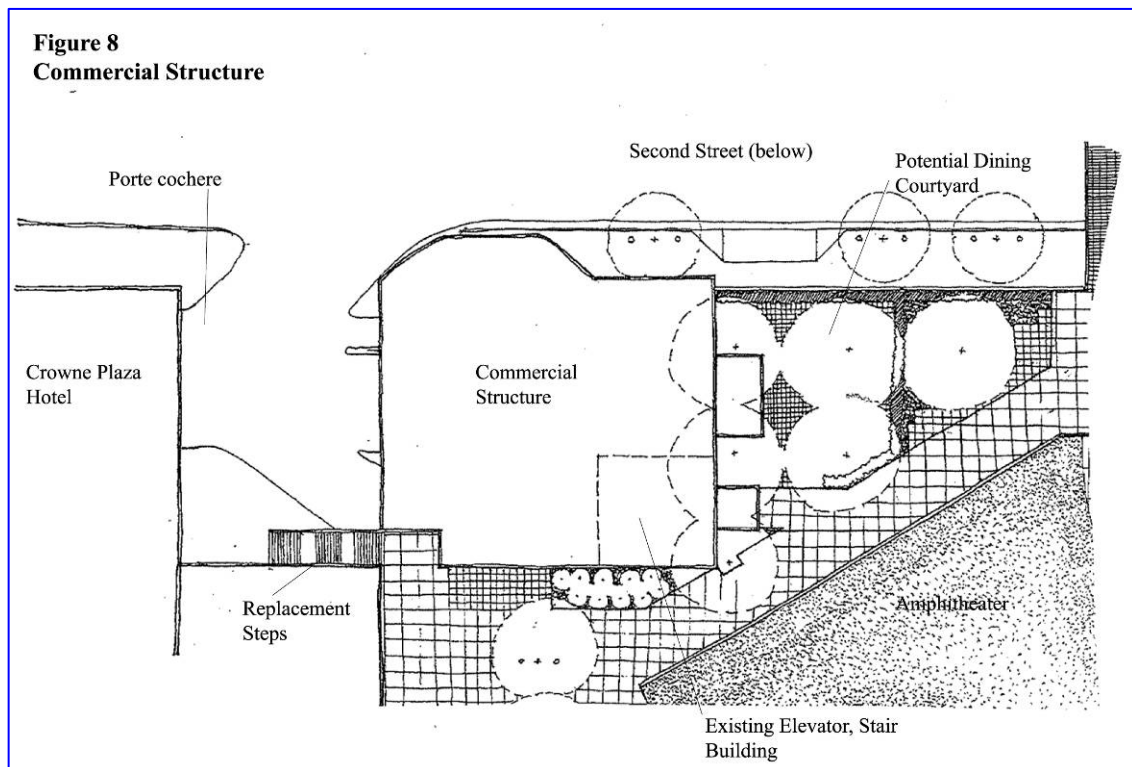 Figure 8
Commercial Structure
Second Street (below)
Potential Dining
Courtyard
Porte cochere
Crowne Plaza
Hotel
Commercial
Structure
Replacement
Steps
Amphitheater
Existing Elevator, Stair
Building